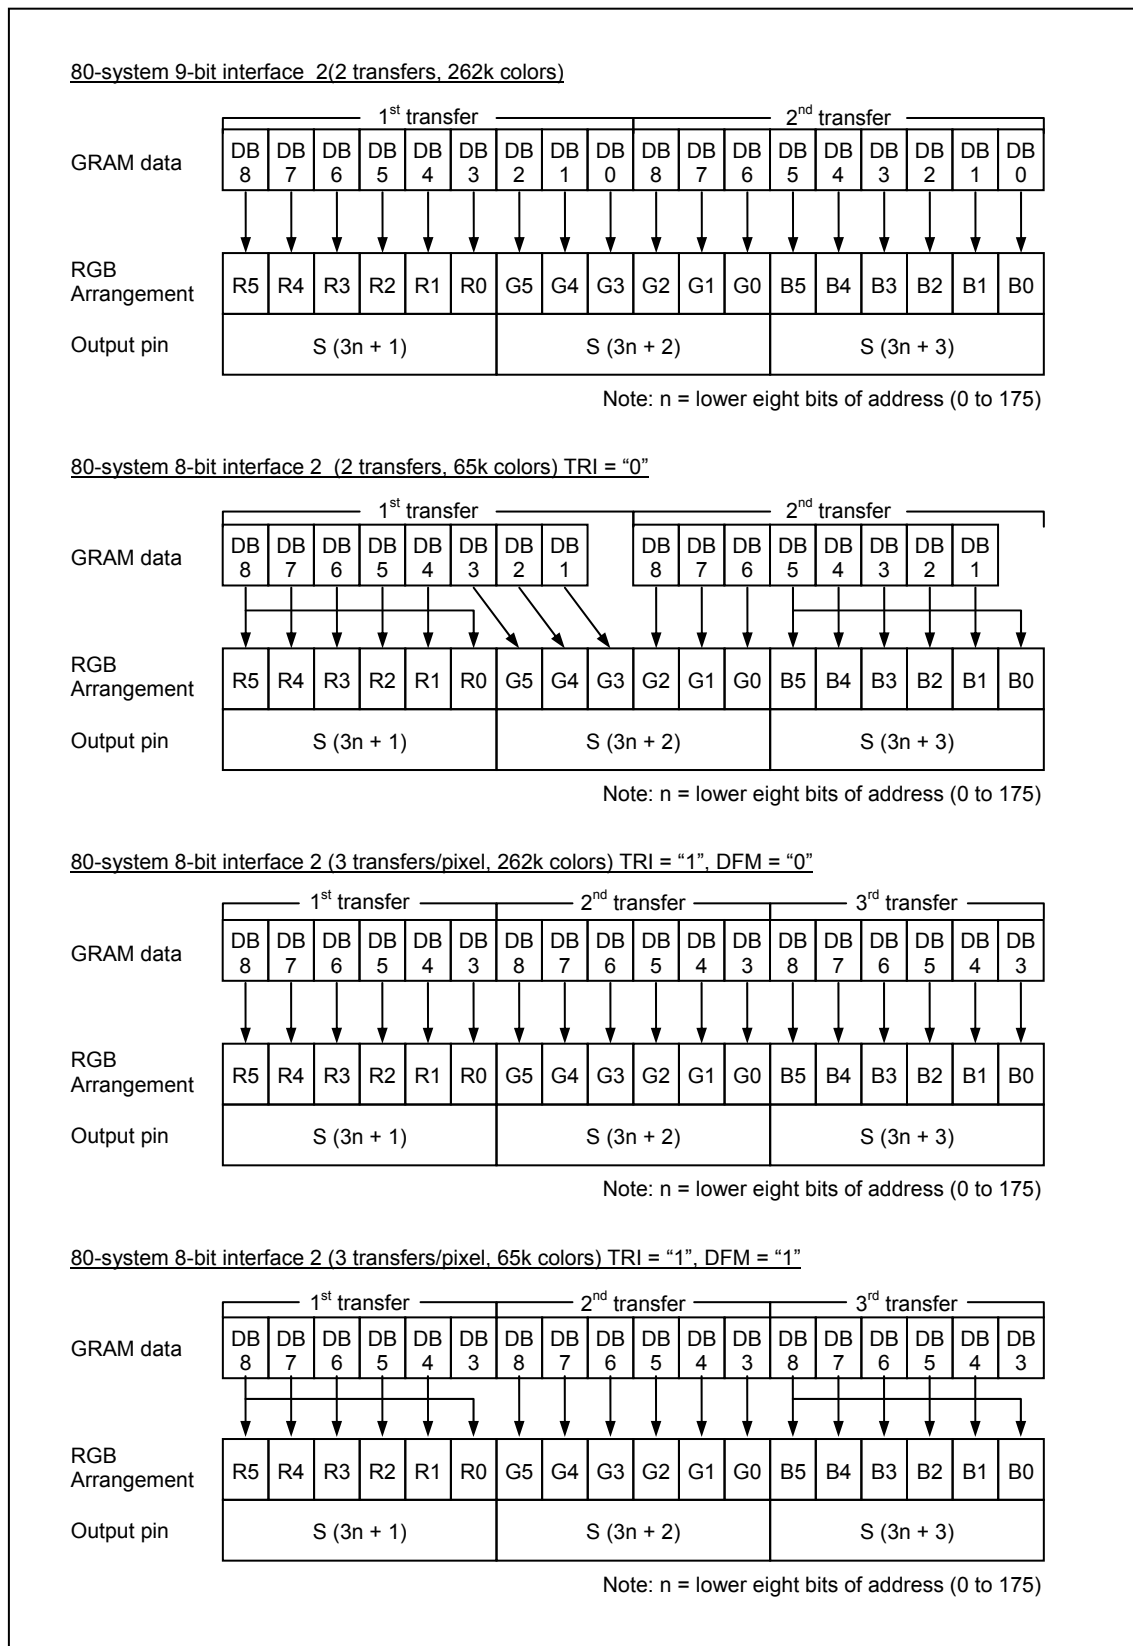 80-system 9-bit interface 2(2 transfers, 262k colors)
1st transfer 2nd transfer
GRAM data DB 8 DB 7 DB 6 DB 5 DB 4 DB 3 DB 2 DB 1 DB 0 DB 8 DB 7 DB 6 DB 5 DB 4 DB 3 DB 2 DB 1 DB 0
RGB Arrangement R5 R4 R3 R2 R1 R0 G5 G4 G3 G2 G1 G0 B5 B4 B3 B2 B1 B0
Output pin S (3n + 1) S (3n + 2) S (3n + 3)
Note: n = lower eight bits of address (0 to 175)
80-system 8-bit interface 2 (2 transfers, 65k colors) TRI = “0”
1st transfer 2nd transfer
GRAM data DB 8 DB 7 DB 6 DB 5 DB 4 DB 3 DB 2 DB 1 DB 8 DB 7 DB 6 DB 5 DB 4 DB 3 DB 2 DB 1
RGB Arrangement R5 R4 R3 R2 R1 R0 G5 G4 G3 G2 G1 G0 B5 B4 B3 B2 B1 B0
Output pin S (3n + 1) S (3n + 2) S (3n + 3)
Note: n = lower eight bits of address (0 to 175)
80-system 8-bit interface 2 (3 transfers/pixel, 262k colors) TRI = “1”, DFM = “0”
1st transfer 2nd transfer 3rd transfer
GRAM data DB 8 DB 7 DB 6 DB 5 DB 4 DB 3 DB 8 DB 7 DB 6 DB 5 DB 4 DB 3 DB 8 DB 7 DB 6 DB 5 DB 4 DB 3
RGB Arrangement R5 R4 R3 R2 R1 R0 G5 G4 G3 G2 G1 G0 B5 B4 B3 B2 B1 B0
Output pin S (3n + 1) S (3n + 2) S (3n + 3)
Note: n = lower eight bits of address (0 to 175)
80-system 8-bit interface 2 (3 transfers/pixel, 65k colors) TRI = “1”, DFM = “1”
1st transfer 2nd transfer 3rd transfer
GRAM data DB 8 DB 7 DB 6 DB 5 DB 4 DB 3 DB 8 DB 7 DB 6 DB 5 DB 4 DB 3 DB 8 DB 7 DB 6 DB 5 DB 4 DB 3
RGB Arrangement R5 R4 R3 R2 R1 R0 G5 G4 G3 G2 G1 G0 B5 B4 B3 B2 B1 B0
Output pin S (3n + 1) S (3n + 2) S (3n + 3)
Note: n = lower eight bits of address (0 to 175)